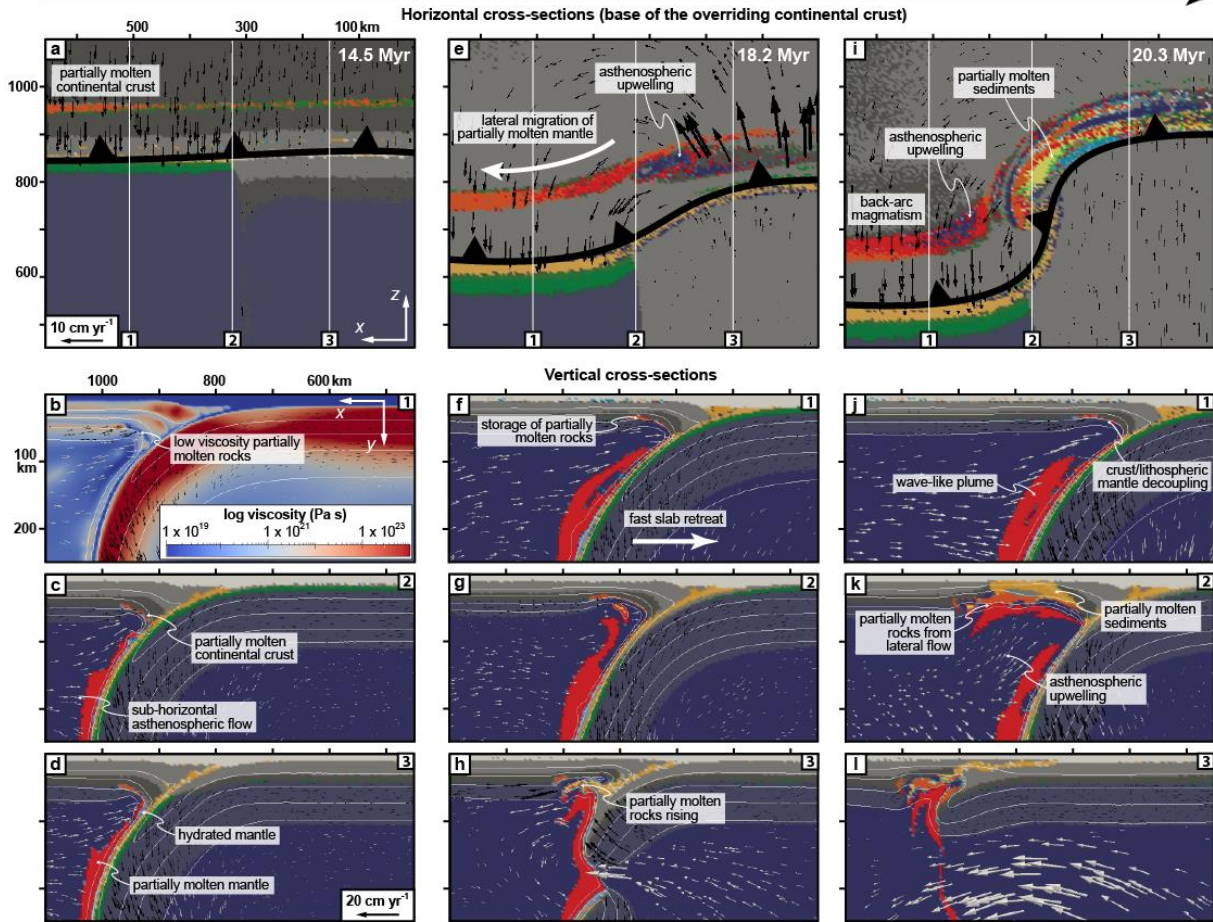 Horizontal cross-sections (base of the overriding continental crust)
500 300 100 km
a
14.5 Myr
partially molten
continental crust
1000
800
600
z
x
10 cm yr-1
1 2 3
e
18.2 Myr
asthenospheric
upwelling
lateral migration of
partially molten mantle
1 2 3
i
20.3 Myr
partially molten
sediments
asthenospheric
upwelling
back-arc
magmatism
1 2 3
Vertical cross-sections
1000 800 600 km
b
1
x
y
low viscosity partially
molten rocks
100
km
200
log viscosity (Pa s)
1 x 10^19 1 x 10^21 1 x 10^23
f
1
storage of partially
molten rocks
fast slab retreat
j
1
wave-like plume
crust/lithospheric
mantle decoupling
c
2
partially molten
continental crust
sub-horizontal
asthenospheric flow
g
2
k
2
partially molten
rocks from
lateral flow
partially molten
sediments
asthenospheric
upwelling
d
3
hydrated mantle
partially molten mantle
20 cm yr-1
h
3
partially molten
rocks rising
l
3